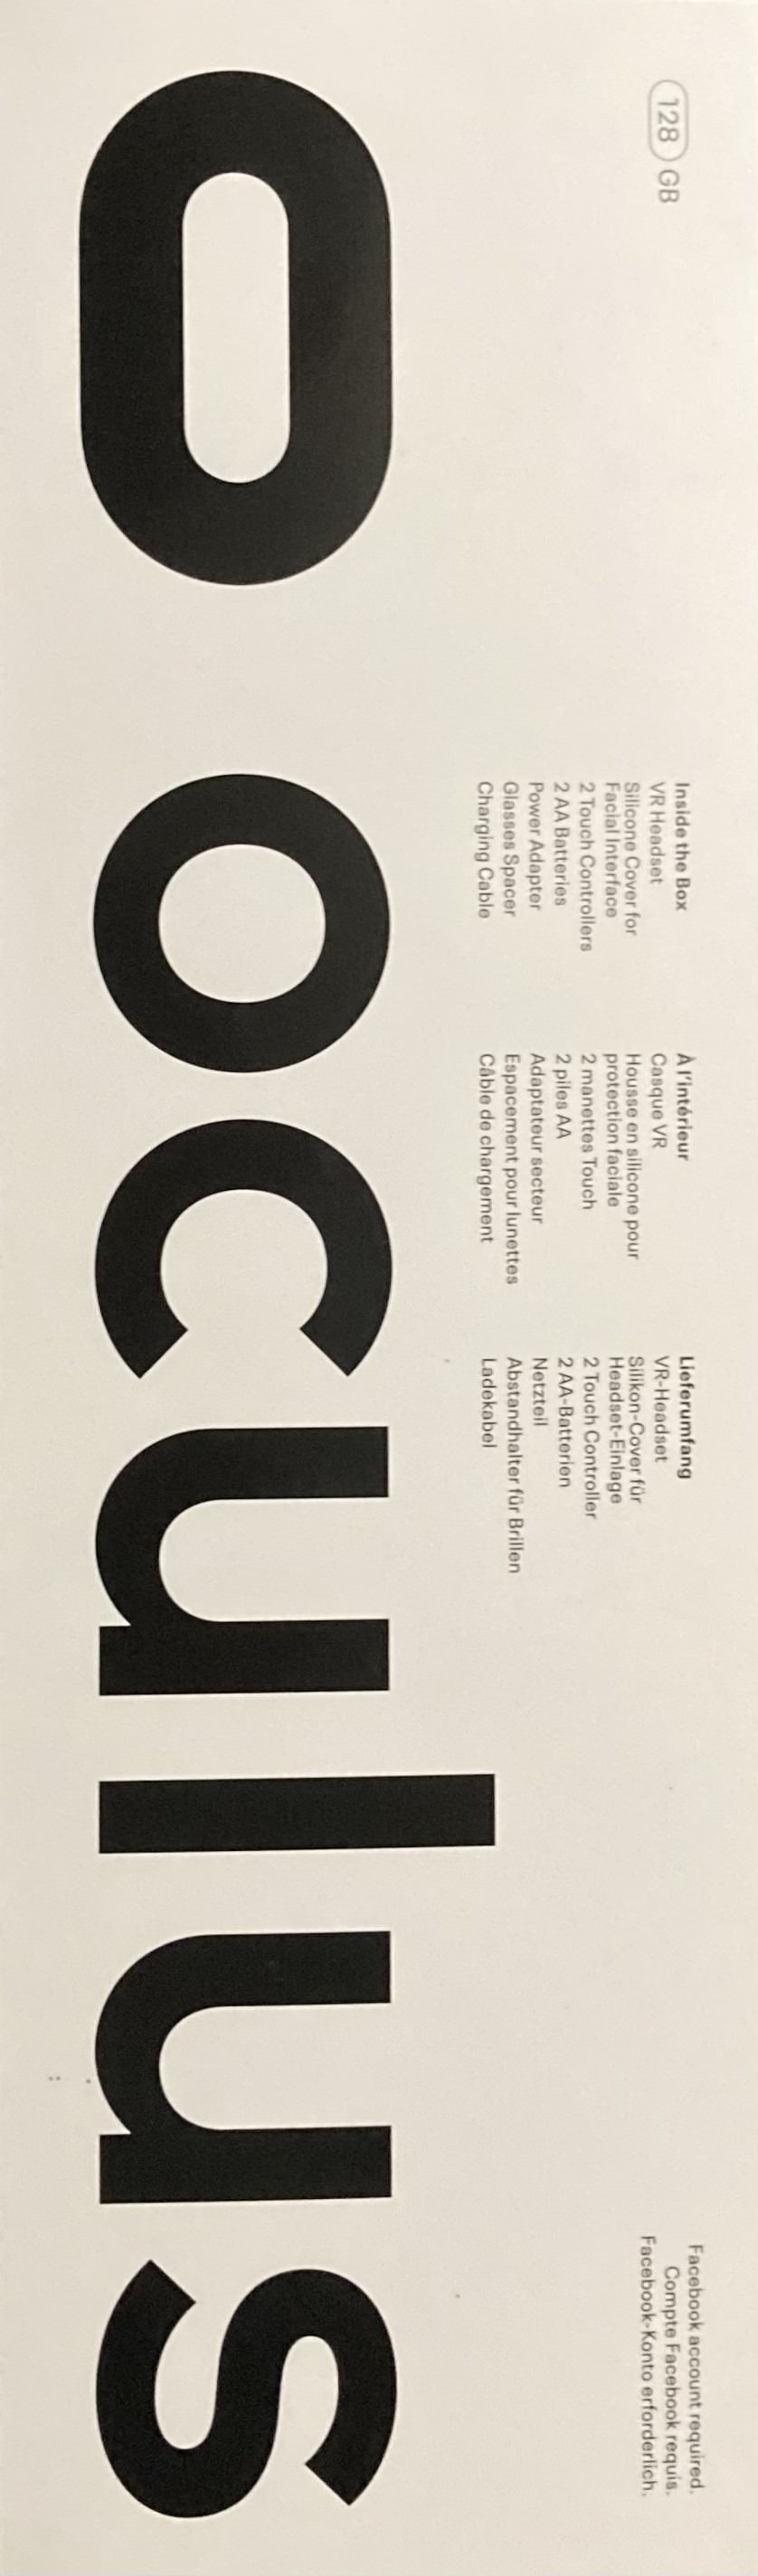 128 GB
Inside the Box
VR Headset
Silicone Cover for
Facial Interface
2 Touch Controllers
2 AA Batteries
Power Adapter
Glasses Spacer
Charging Cable
À l'intérieur
Casque VR
Housse en silicone pour
protection faciale
2 manettes Touch
2 piles AA
Adaptateur secteur
Espacement pour lunettes
Câble de chargement
Lieferumfang
VR-Headset
Silikon-Cover für
Headset-Einlage
2 Touch Controller
2 AA-Batterien
Netzteil
Abstandhalter für Brillen
Ladekabel
Facebook account required.
Compte Facebook requis.
Facebook-Konto erforderlich.
oculus